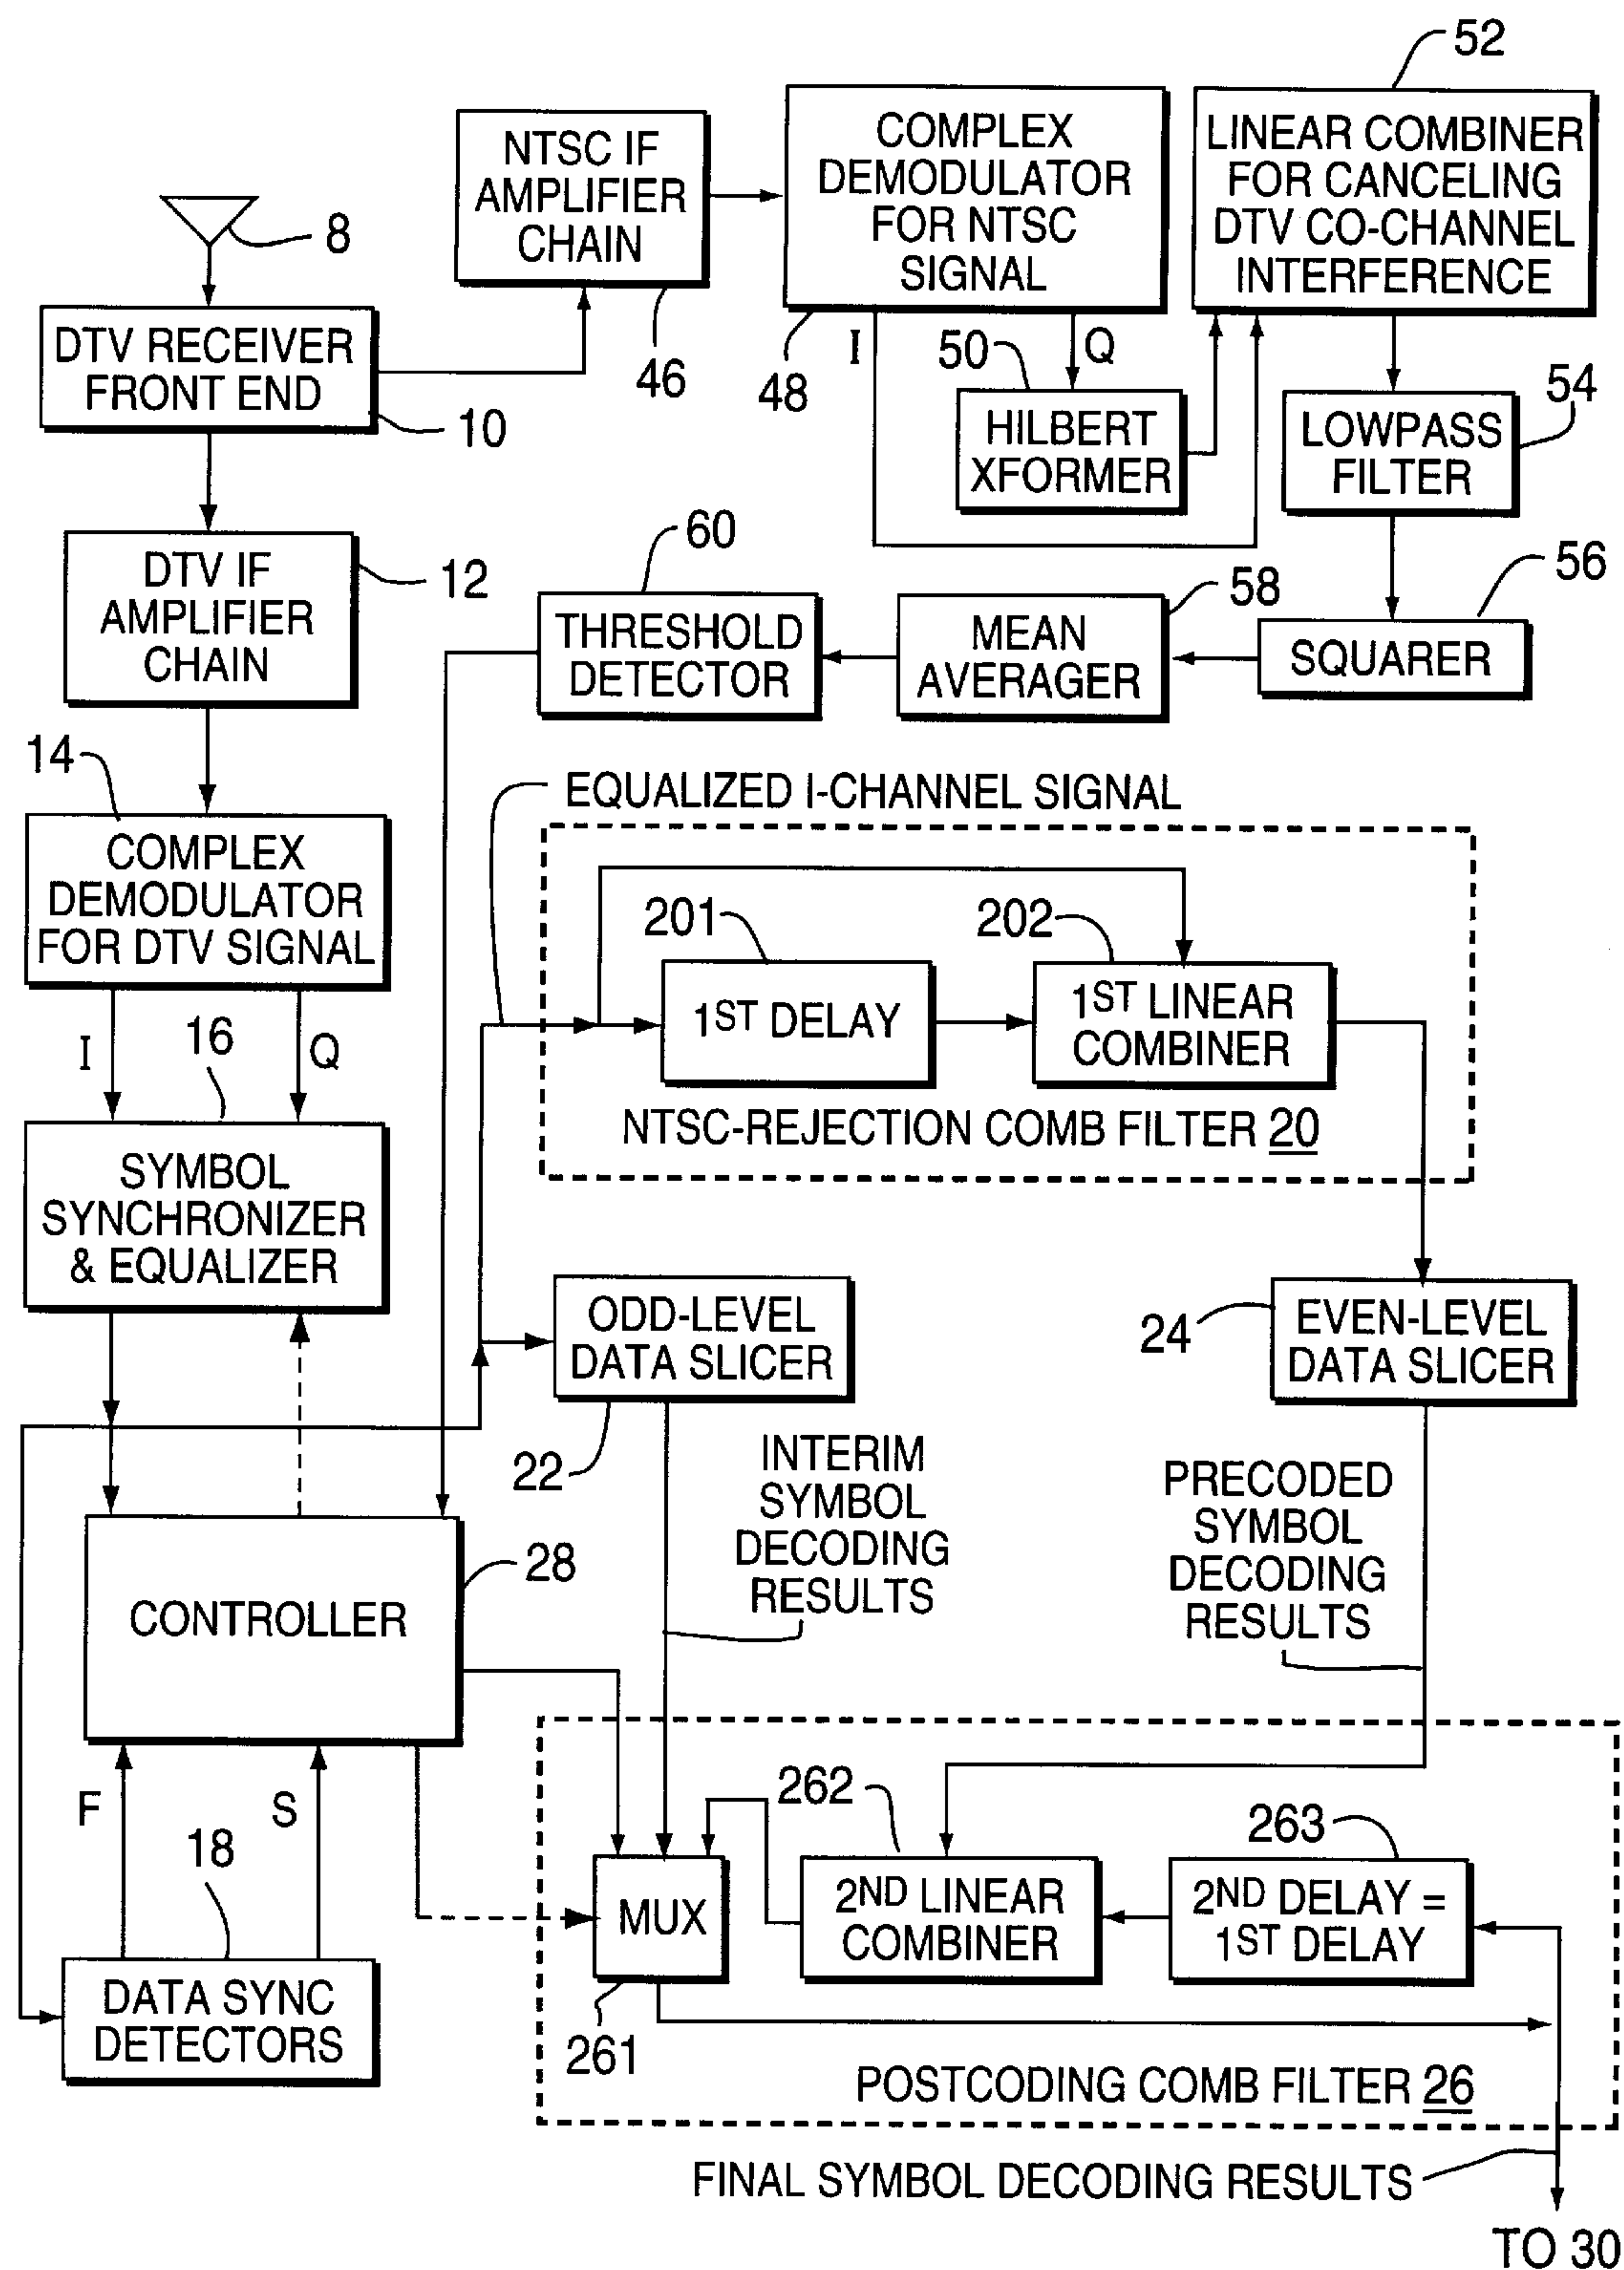 52
NTSC IF
AMPLIFIER
CHAIN
COMPLEX
DEMODULATOR
FOR NTSC
SIGNAL
LINEAR COMBINER
FOR CANCELING
DTV CO-CHANNEL
INTERFERENCE
8
DTV RECEIVER
FRONT END
10
46
48
I
50
Q
HILBERT
XFORMER
54
LOWPASS
FILTER
DTV IF
AMPLIFIER
CHAIN
12
60
THRESHOLD
DETECTOR
58
MEAN
AVERAGER
56
SQUARER
14
COMPLEX
DEMODULATOR
FOR DTV SIGNAL
EQUALIZED I-CHANNEL SIGNAL
201
202
1ST DELAY
1ST LINEAR
COMBINER
NTSC-REJECTION COMB FILTER 20
I
16
Q
SYMBOL
SYNCHRONIZER
& EQUALIZER
ODD-LEVEL
DATA SLICER
22
24
EVEN-LEVEL
DATA SLICER
INTERIM
SYMBOL
DECODING
RESULTS
PRECODED
SYMBOL
DECODING
RESULTS
CONTROLLER
28
F
S
18
DATA SYNC
DETECTORS
262
263
MUX
2ND LINEAR
COMBINER
2ND DELAY =
1ST DELAY
261
POSTCODING COMB FILTER 26
FINAL SYMBOL DECODING RESULTS
TO 30